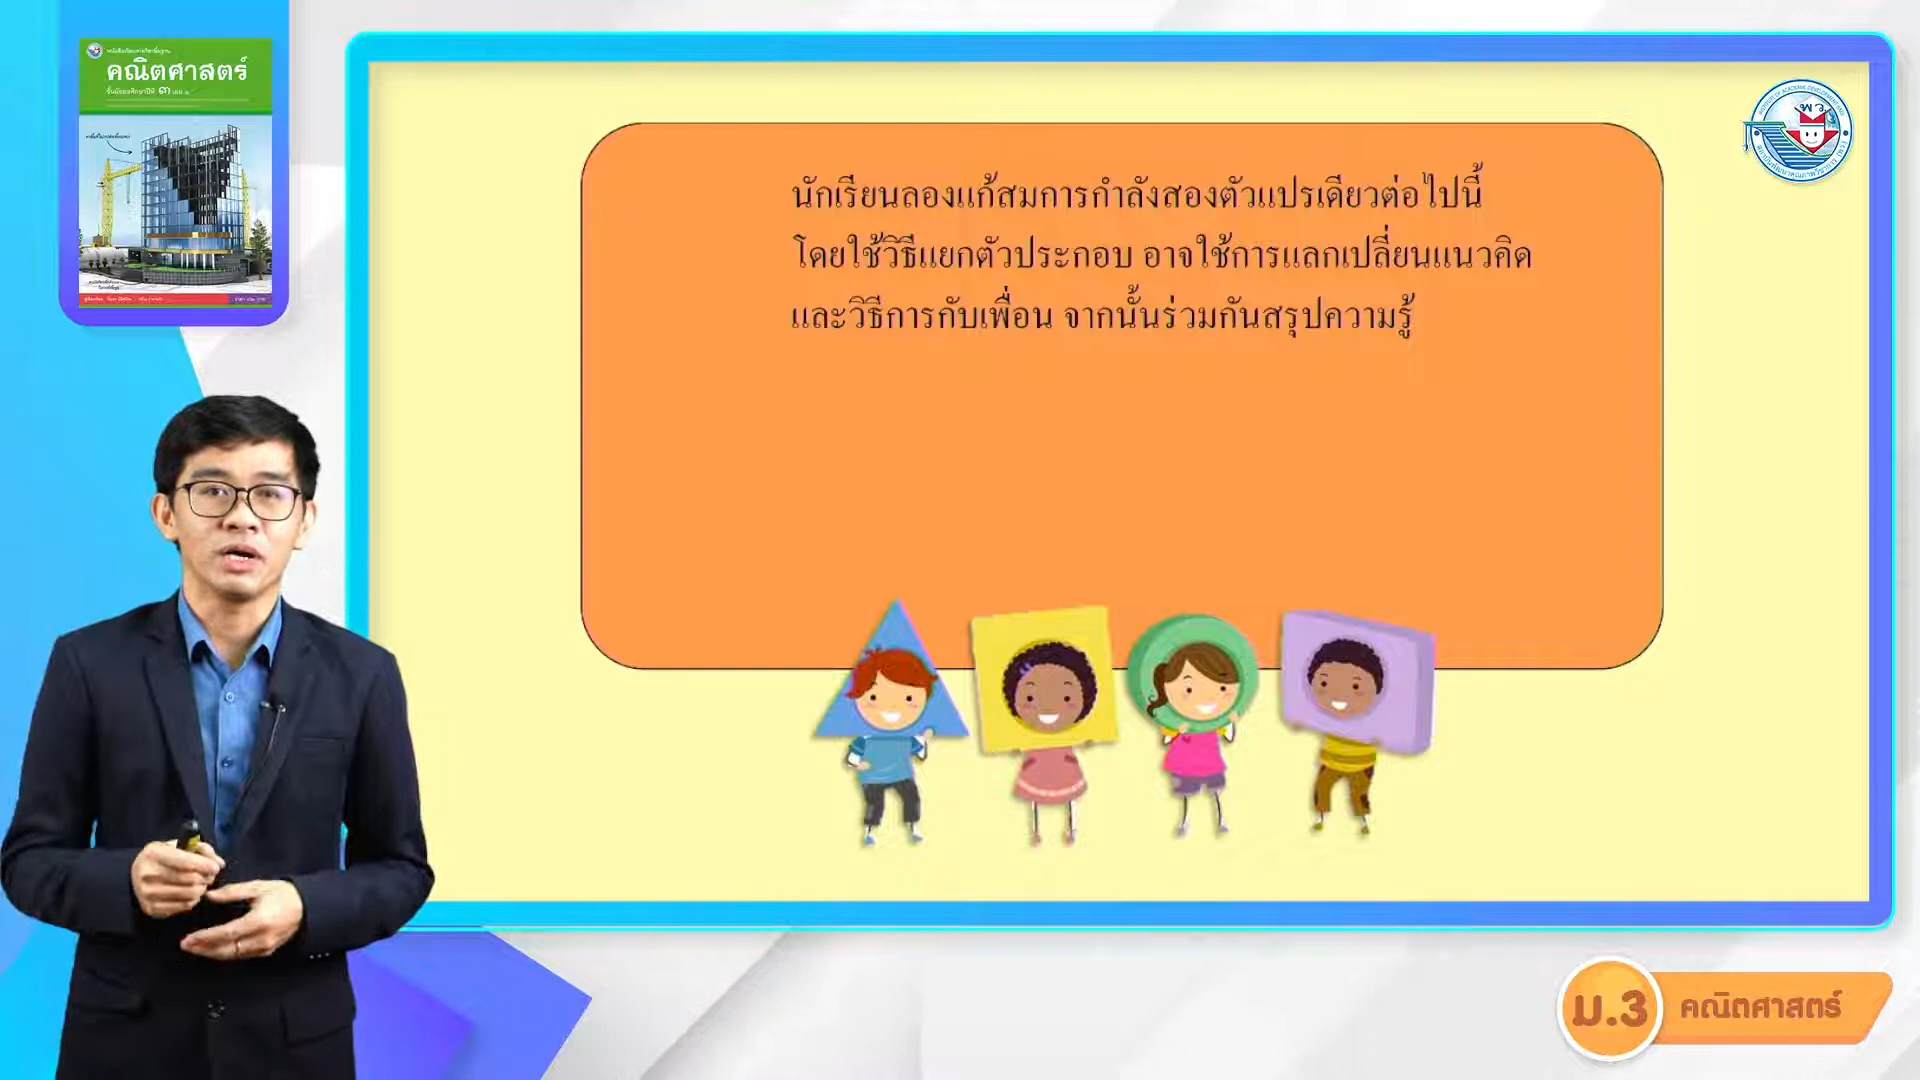 คณิตศาสตร์
นักเรียนลองแก้สมการกำลังสองตัวแปรเดียวต่อไปนี้
โดยใช้วิธีแยกตัวประกอบ อาจใช้การแลกเปลี่ยนแนวคิด
และวิธีการกับเพื่อน จากนั้นร่วมกันสรุปความรู้
พว
ม.3 คณิตศาสตร์